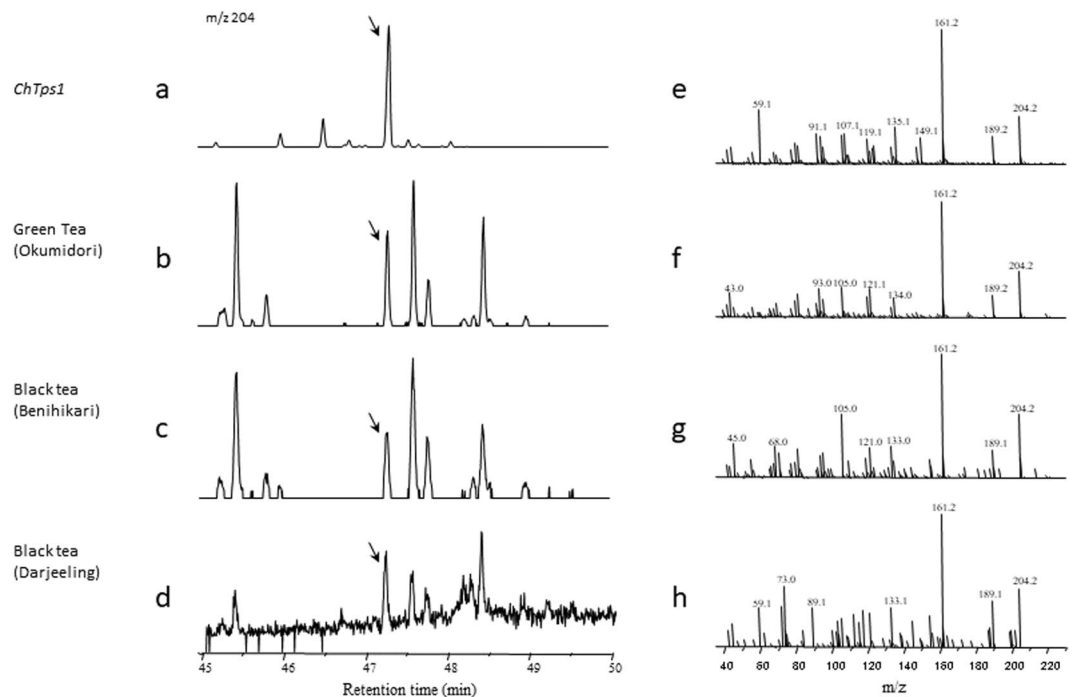 m/z 204
ChTps1
a
Green Tea
(Okumidori)
b
Black tea
(Benihikari)
c
Black tea
(Darjeeling)
d
45 46 47 48 49 50
Retention time (min)
e
161.2
59.1
91.1
107.1
119.1
135.1
149.1
189.2
204.2
f
161.2
43.0
93.0
105.0
121.1
134.0
189.2
204.2
g
161.2
45.0
68.0
105.0
121.0
133.0
189.1
204.2
h
161.2
59.1
73.0
89.1
133.1
189.1
204.2
40 60 80 100 120 140 160 180 200 220
m/z